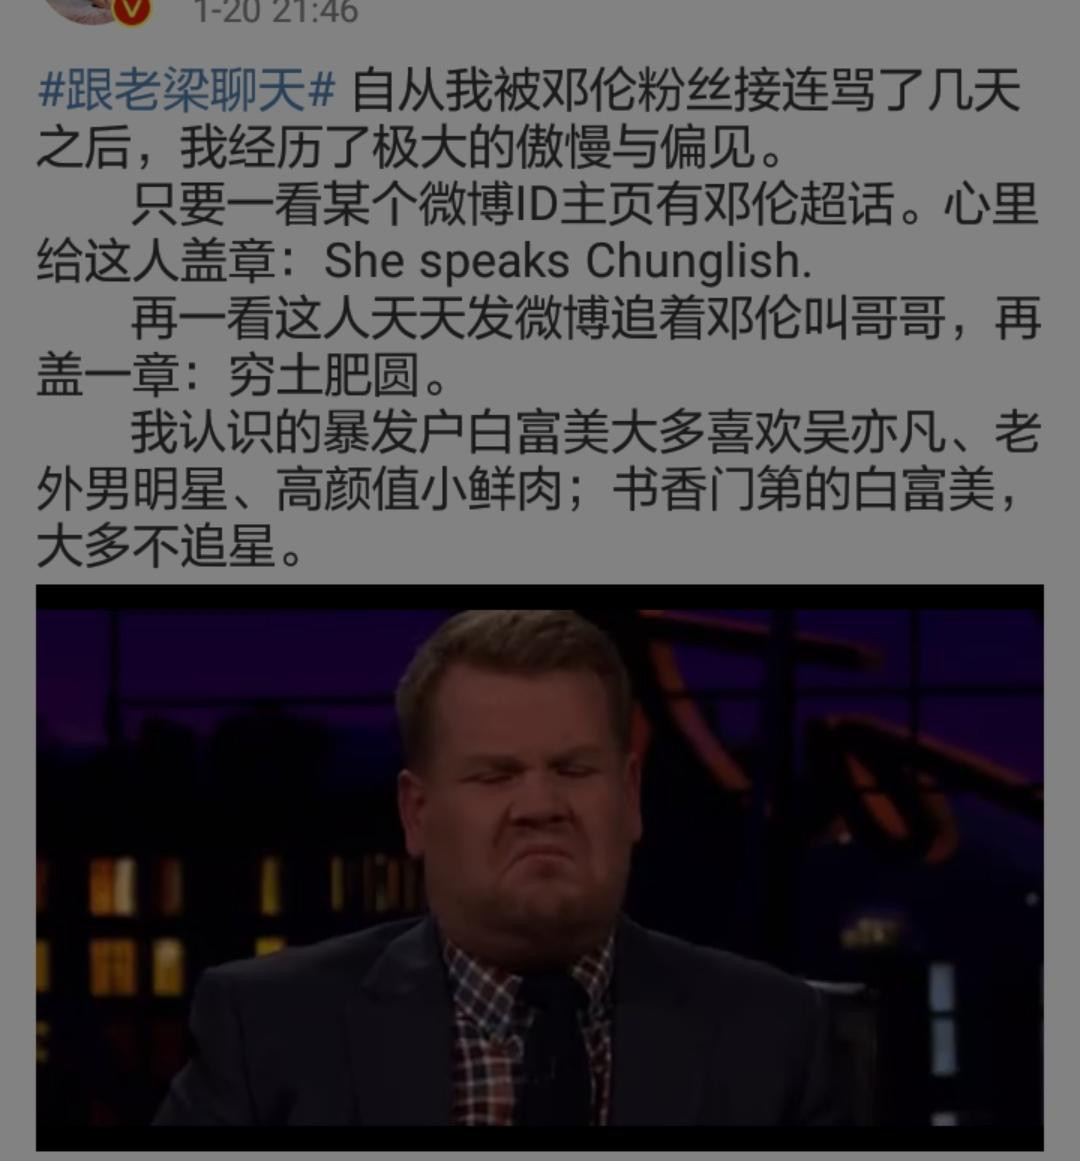 1-20 21:46
#跟老梁聊天# 自从我被邓伦粉丝接连骂了几天
之后，我经历了极大的傲慢与偏见。
只要一看某个微博ID主页有邓伦超话。心里
给这人盖章：She speaks Chunglish.
再一看这人天天发微博追着邓伦叫哥哥，再
盖一章：穷土肥圆。
我认识的暴发户白富美大多喜欢吴亦凡、老
外男明星、高颜值小鲜肉；书香门第的白富美，
大多不追星。